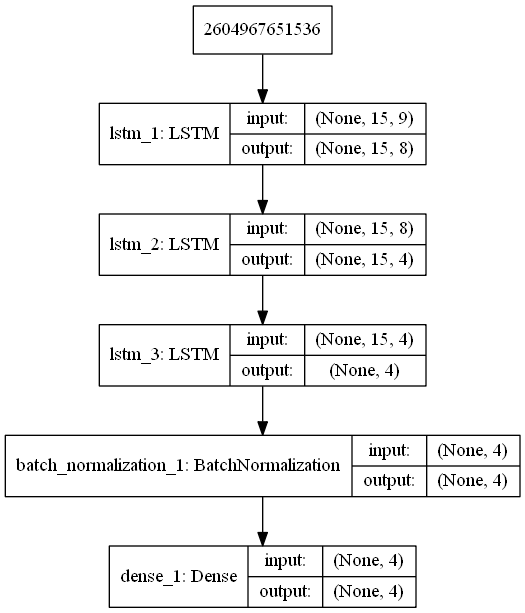 2604967651536
lstm_1: LSTM
input:
(None, 15, 9)
output:
(None, 15, 8)
lstm_2: LSTM
input:
(None, 15, 8)
output:
(None, 15, 4)
lstm_3: LSTM
input:
(None, 15, 4)
output:
(None, 4)
batch_normalization_1: BatchNormalization
input:
(None, 4)
output:
(None, 4)
dense_1: Dense
input:
(None, 4)
output:
(None, 4)